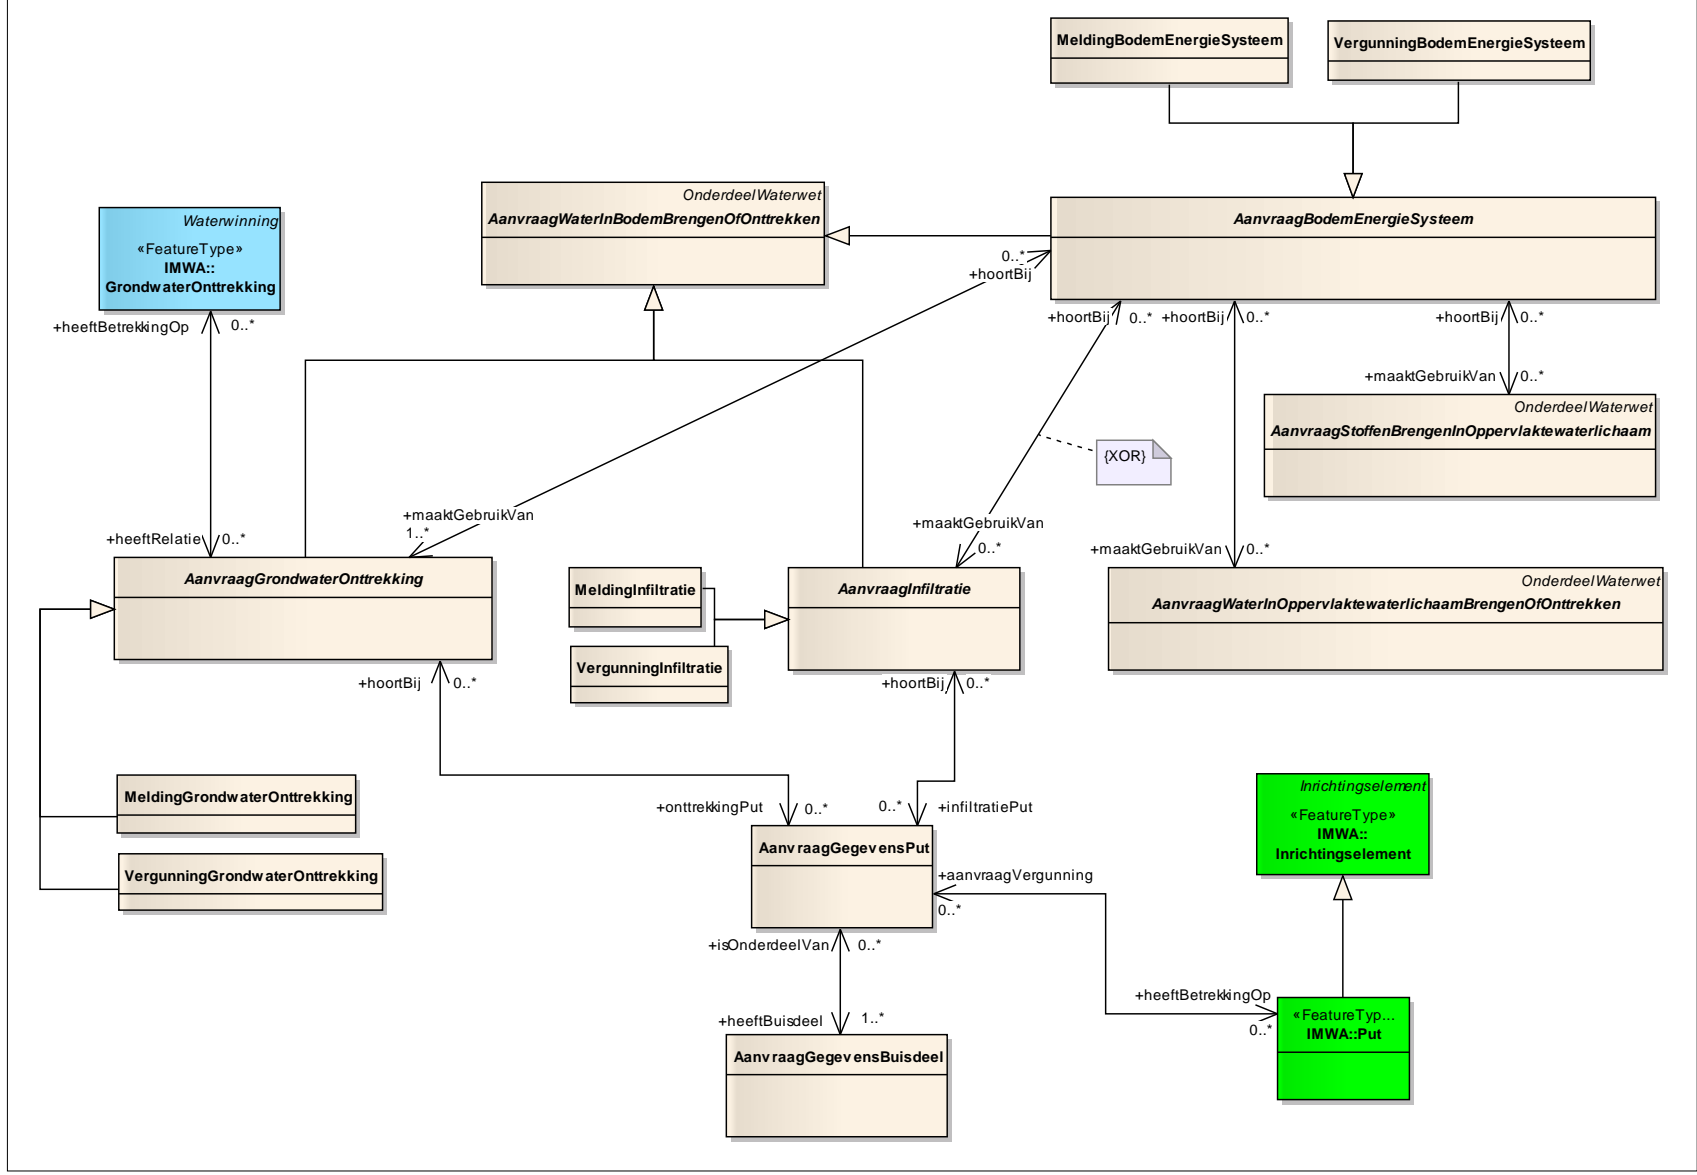 MeldingBodemEnergieSysteem
VergunningBodemEnergieSysteem
OnderdeelWaterwet
AanvraagWaterInBodemBrengenOfOnttrekken
AanvraagBodemEnergieSysteem
Waterwinning
«FeatureType»
IMWA::
GrondwaterOnttrekking
0..*
+hoortBij
+heeftBetrekkingOp
0..*
+hoortBij
0..*
+hoortBij
0..*
+hoortBij
0..*
+maaktGebruikVan
0..*
OnderdeelWaterwet
AanvraagStoffenBrengenInOppervlaktewaterlichaam
{XOR}
+maaktGebruikVan
1..*
+maaktGebruikVan
0..*
+heeftRelatie
0..*
+maaktGebruikVan
0..*
AanvraagGrondwaterOnttrekking
MeldingInfiltratie
AanvraagInfiltratie
OnderdeelWaterwet
AanvraagWaterInOppervlaktewaterlichaamBrengenOfOnttrekken
VergunningInfiltratie
+hoortBij
0..*
+hoortBij
0..*
MeldingGrondwaterOnttrekking
+onttrekkingPut
0..*
0..*
+infiltratiePut
Inrichtingselement
«FeatureType»
IMWA::
Inrichtingselement
AanvraagGegevensPut
VergunningGrondwaterOnttrekking
+aanvraagVergunning
0..*
+isOnderdeelVan
0..*
+heeftBetrekkingOp
0..*
+heeftBuisdeel
1..*
«FeatureTyp...
IMWA::Put
AanvraagGegevensBuisdeel